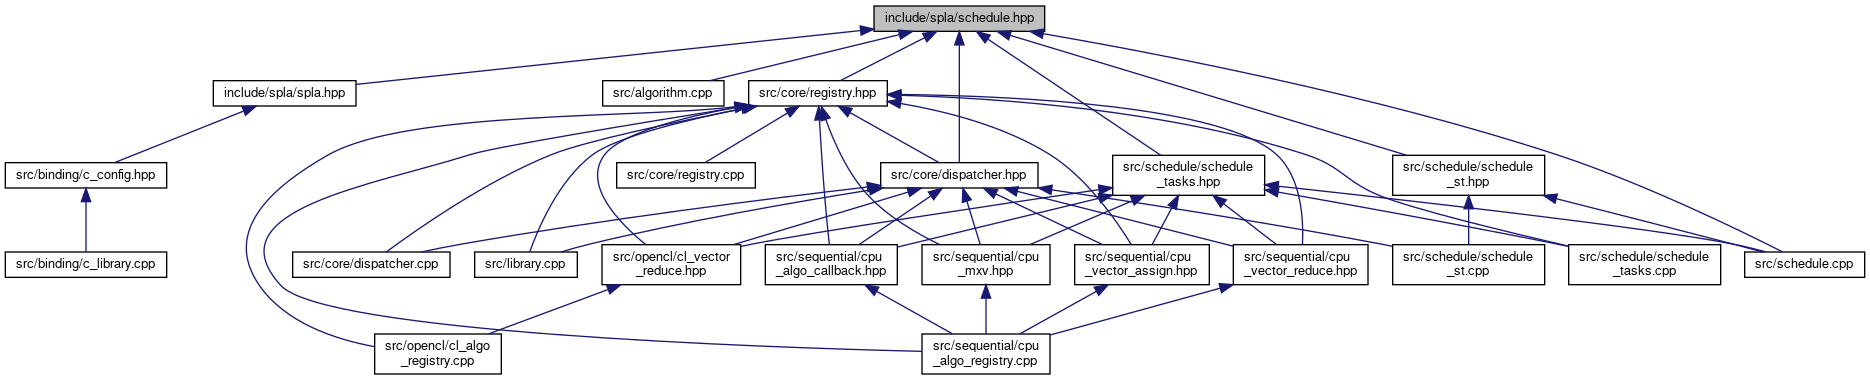 include/spla/schedule.hpp
include/spla/spla.hpp
src/algorithm.cpp
src/core/registry.hpp
src/binding/c_config.hpp
src/core/registry.cpp
src/core/dispatcher.hpp
src/schedule/schedule
_tasks.hpp
src/schedule/schedule
_st.hpp
src/binding/c_library.cpp
src/core/dispatcher.cpp
src/library.cpp
src/opencl/cl_vector
_reduce.hpp
src/sequential/cpu
_algo_callback.hpp
src/sequential/cpu
_mxv.hpp
src/sequential/cpu
_vector_assign.hpp
src/sequential/cpu
_vector_reduce.hpp
src/schedule/schedule
_st.cpp
src/schedule/schedule
_tasks.cpp
src/schedule.cpp
src/opencl/cl_algo
_registry.cpp
src/sequential/cpu
_algo_registry.cpp